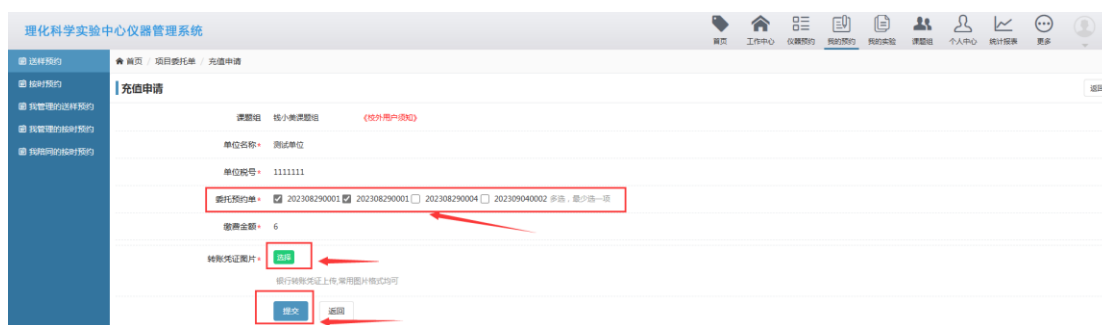 理化科学实验中心仪器管理系统
首页 工作中心 仪器预约 我的预约 我的实验 课题组 个人中心 统计报表 更多
送样预约
首页 / 项目委托单 / 充值申请
按时预约
充值申请
返回
我管理的送样预约
课题组 钱小美课题组 《校外用户须知》
我管理的按时预约
单位名称* 测试单位
我陪同的按时预约
单位税号* 1111111
委托预约单* 202308290001 202308290001 202308290004 202309040002 多选，最少选一项
缴费金额* 6
转账凭证图片* 选择
银行转账凭证上传,常用图片格式均可
提交 返回